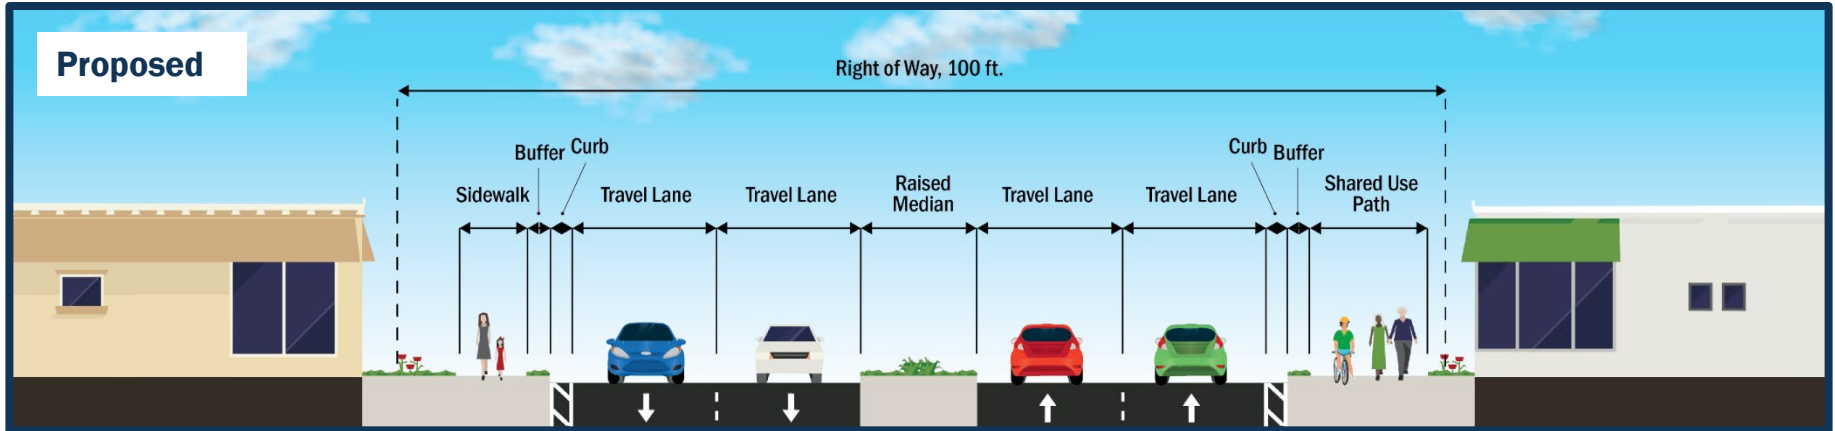 Proposed
Right of Way, 100 ft.
Buffer Curb
Curb Buffer
Sidewalk
Travel Lane
Travel Lane
Raised
Median
Travel Lane
Travel Lane
Shared Use
Path